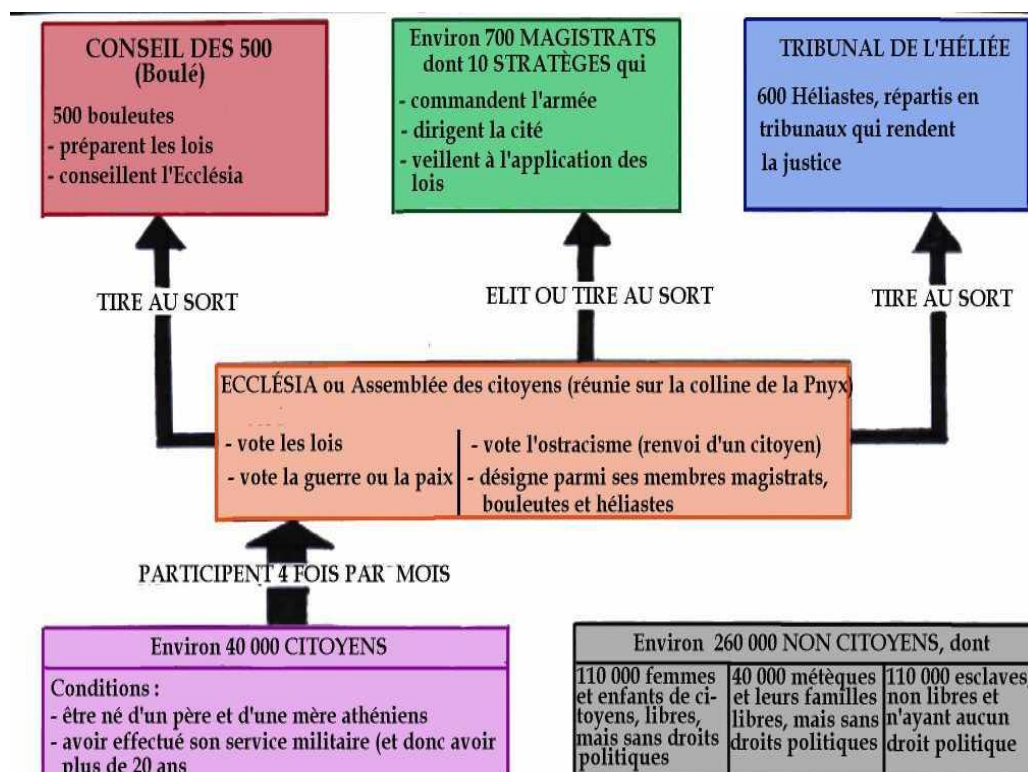 CONSEIL DES 500
(Boulé)
500 bouleutes
- préparent les lois
- conseillent l'Ecclésia
Environ 700 MAGISTRATS
dont 10 STRATÈGES qui
- commandent l'armée
- dirigent la cité
- veillent à l'application des
lois
TRIBUNAL DE L'HÉLIÉE
600 Héliastes, répartis en
tribunaux qui rendent
la justice
TIRE AU SORT
ELIT OU TIRE AU SORT
TIRE AU SORT
ECCLÉSIA ou Assemblée des citoyens (réunie sur la colline de la Pnyx)
- vote les lois
- vote la guerre ou la paix
- vote l'ostracisme (renvoi d'un citoyen)
- désigne parmi ses membres magistrats,
bouleutes et héliastes
PARTICIPENT 4 FOIS PAR MOIS
Environ 40 000 CITOYENS
Conditions :
- être né d'un père et d'une mère athéniens
- avoir effectué son service militaire (et donc avoir
plus de 20 ans
Environ 260 000 NON CITOYENS, dont
110 000 femmes
et enfants de ci-
toyens, libres,
mais sans droits
politiques
40 000 métèques
et leurs familles
libres, mais sans
droits politiques
110 000 esclaves,
non libres et
n'ayant aucun
droit politique